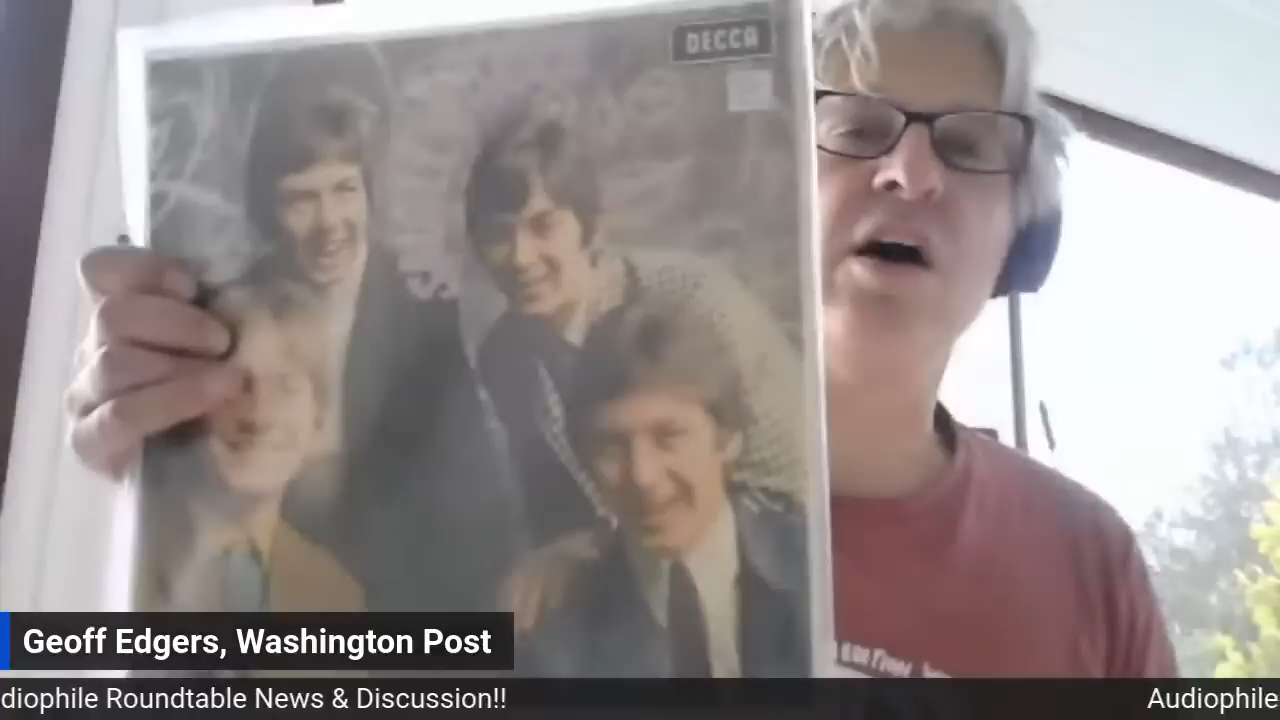 DECCA
Geoff Edgers, Washington Post
diophile Roundtable News & Discussion!! Audiophile